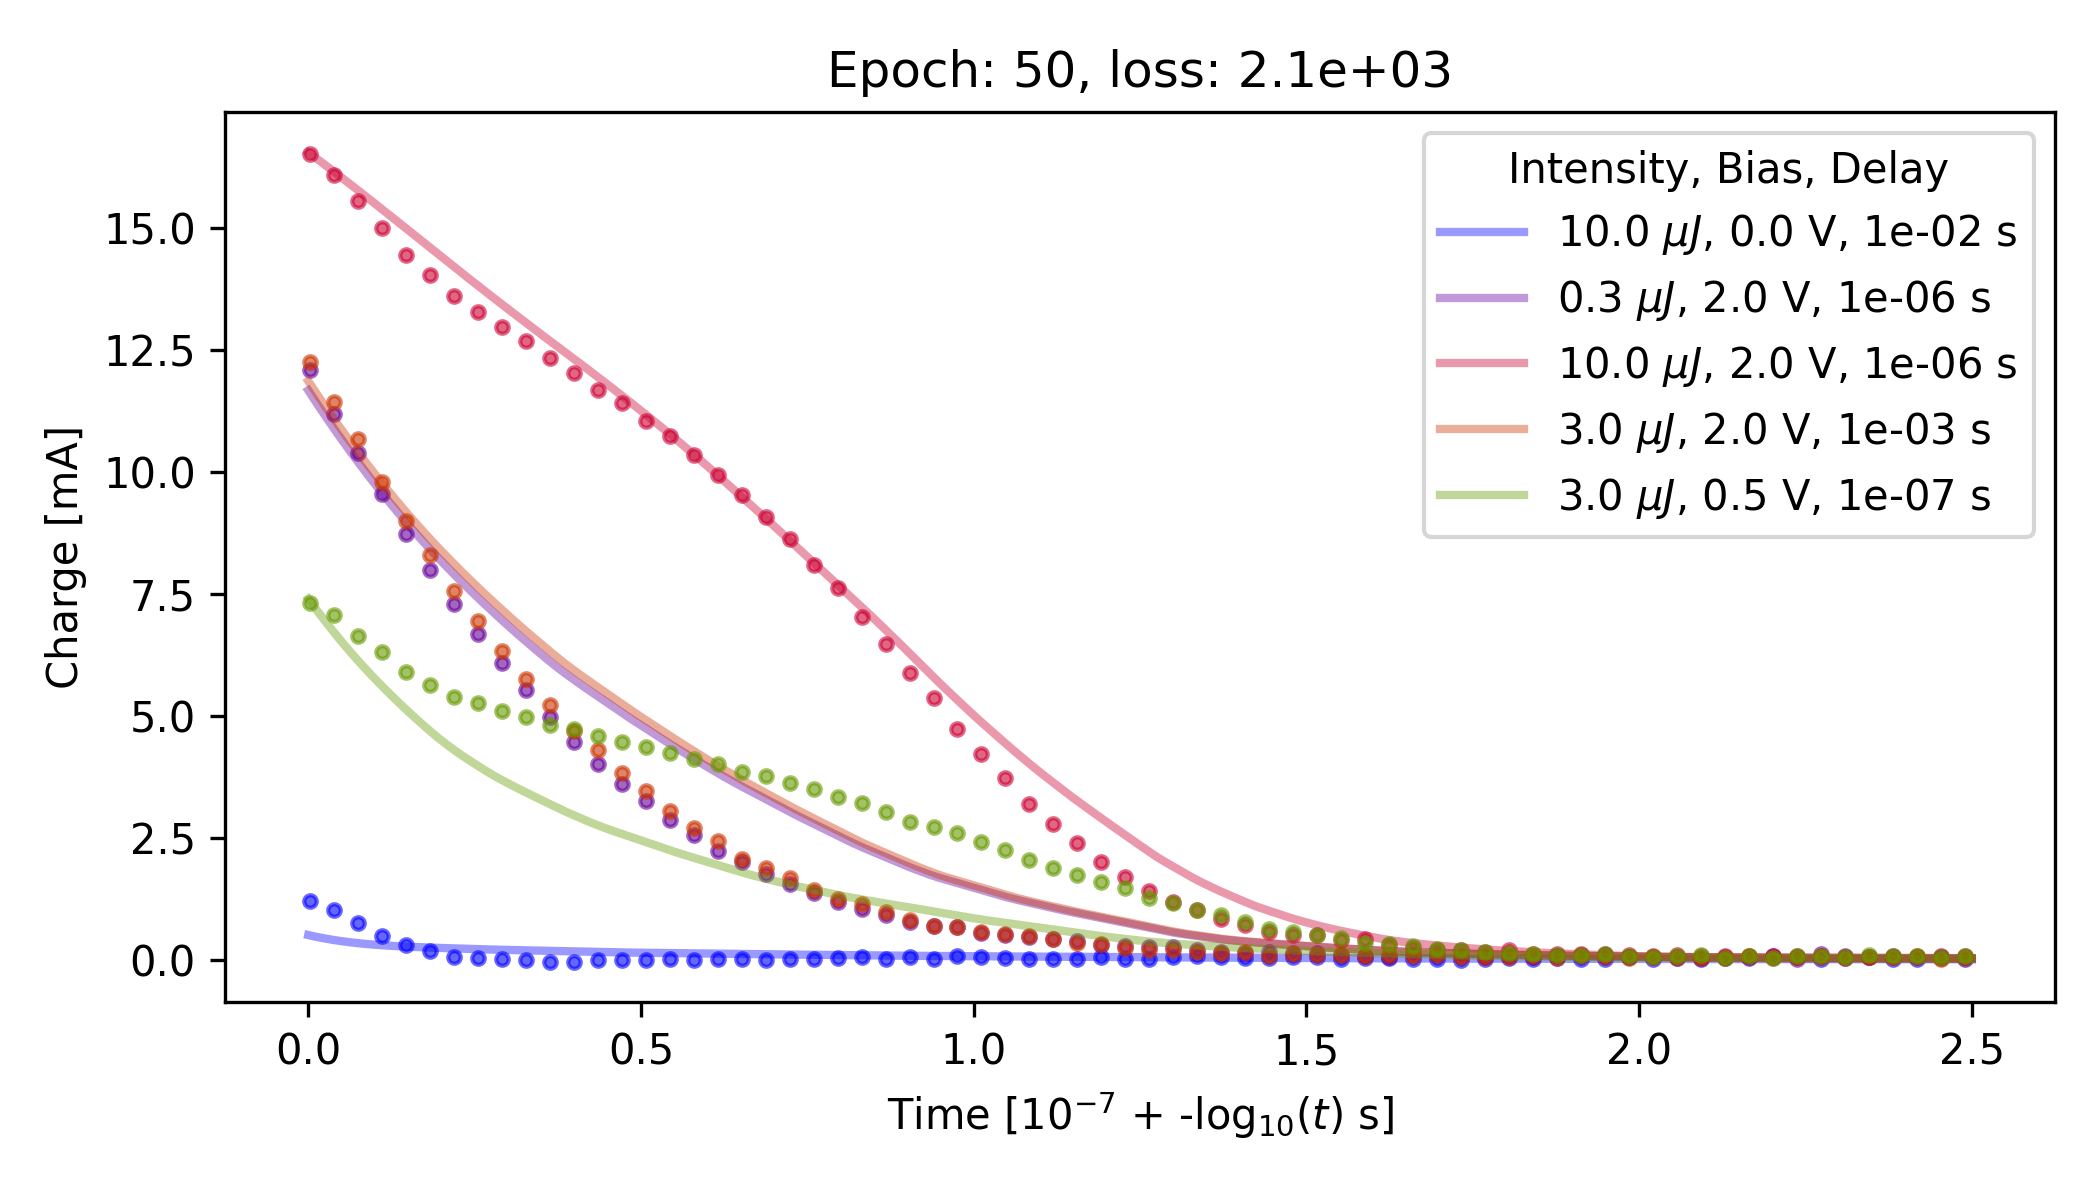 Epoch: 50, loss: 2.1e+03
Intensity, Bias, Delay
10.0 μJ, 0.0 V, 1e-02 s
0.3 μJ, 2.0 V, 1e-06 s
10.0 μJ, 2.0 V, 1e-06 s
3.0 μJ, 2.0 V, 1e-03 s
3.0 μJ, 0.5 V, 1e-07 s
Charge [mA]
15.0
12.5
10.0
7.5
5.0
2.5
0.0
0.0 0.5 1.0 1.5 2.0 2.5
Time [10⁻⁷ + -log₁₀(t) s]